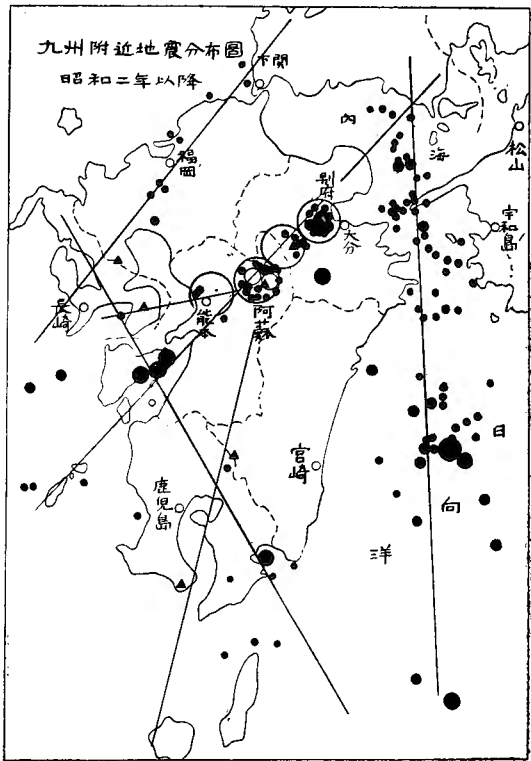 九州附近地震分布圖
昭和二年以降
下関
福岡
内
海
松山
別府
大分
宇和島
長崎
熊本
阿蘇
宮崎
鹿児島
日
向
洋